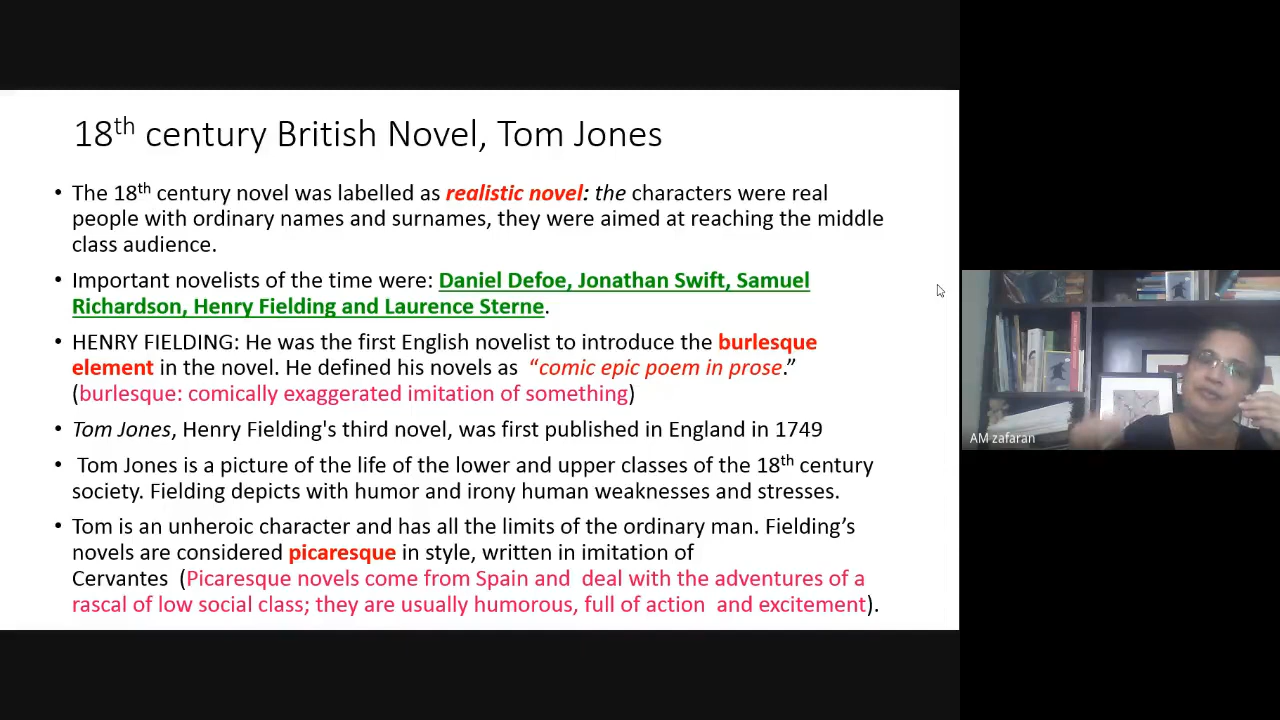 18th century British Novel, Tom Jones
• The 18th century novel was labelled as realistic novel: the characters were real
people with ordinary names and surnames, they were aimed at reaching the middle
class audience.
• Important novelists of the time were: Daniel Defoe, Jonathan Swift, Samuel
Richardson, Henry Fielding and Laurence Sterne.
• HENRY FIELDING: He was the first English novelist to introduce the burlesque
element in the novel. He defined his novels as “comic epic poem in prose.”
(burlesque: comically exaggerated imitation of something)
• Tom Jones, Henry Fielding's third novel, was first published in England in 1749
• Tom Jones is a picture of the life of the lower and upper classes of the 18th century
society. Fielding depicts with humor and irony human weaknesses and stresses.
• Tom is an unheroic character and has all the limits of the ordinary man. Fielding’s
novels are considered picaresque in style, written in imitation of
Cervantes (Picaresque novels come from Spain and deal with the adventures of a
rascal of low social class; they are usually humorous, full of action and excitement).
AM zafaran